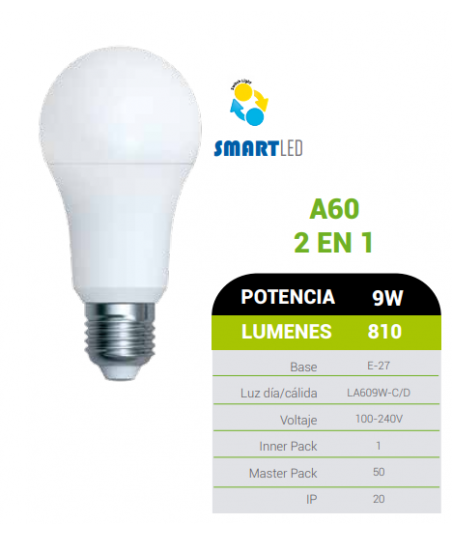 SMARTLED
A60
2 EN 1
POTENCIA 9W
LUMENES 810
Base E-27
Luz día/cálida LA609W-C/D
Voltaje 100-240V
Inner Pack 1
Master Pack 50
IP 20